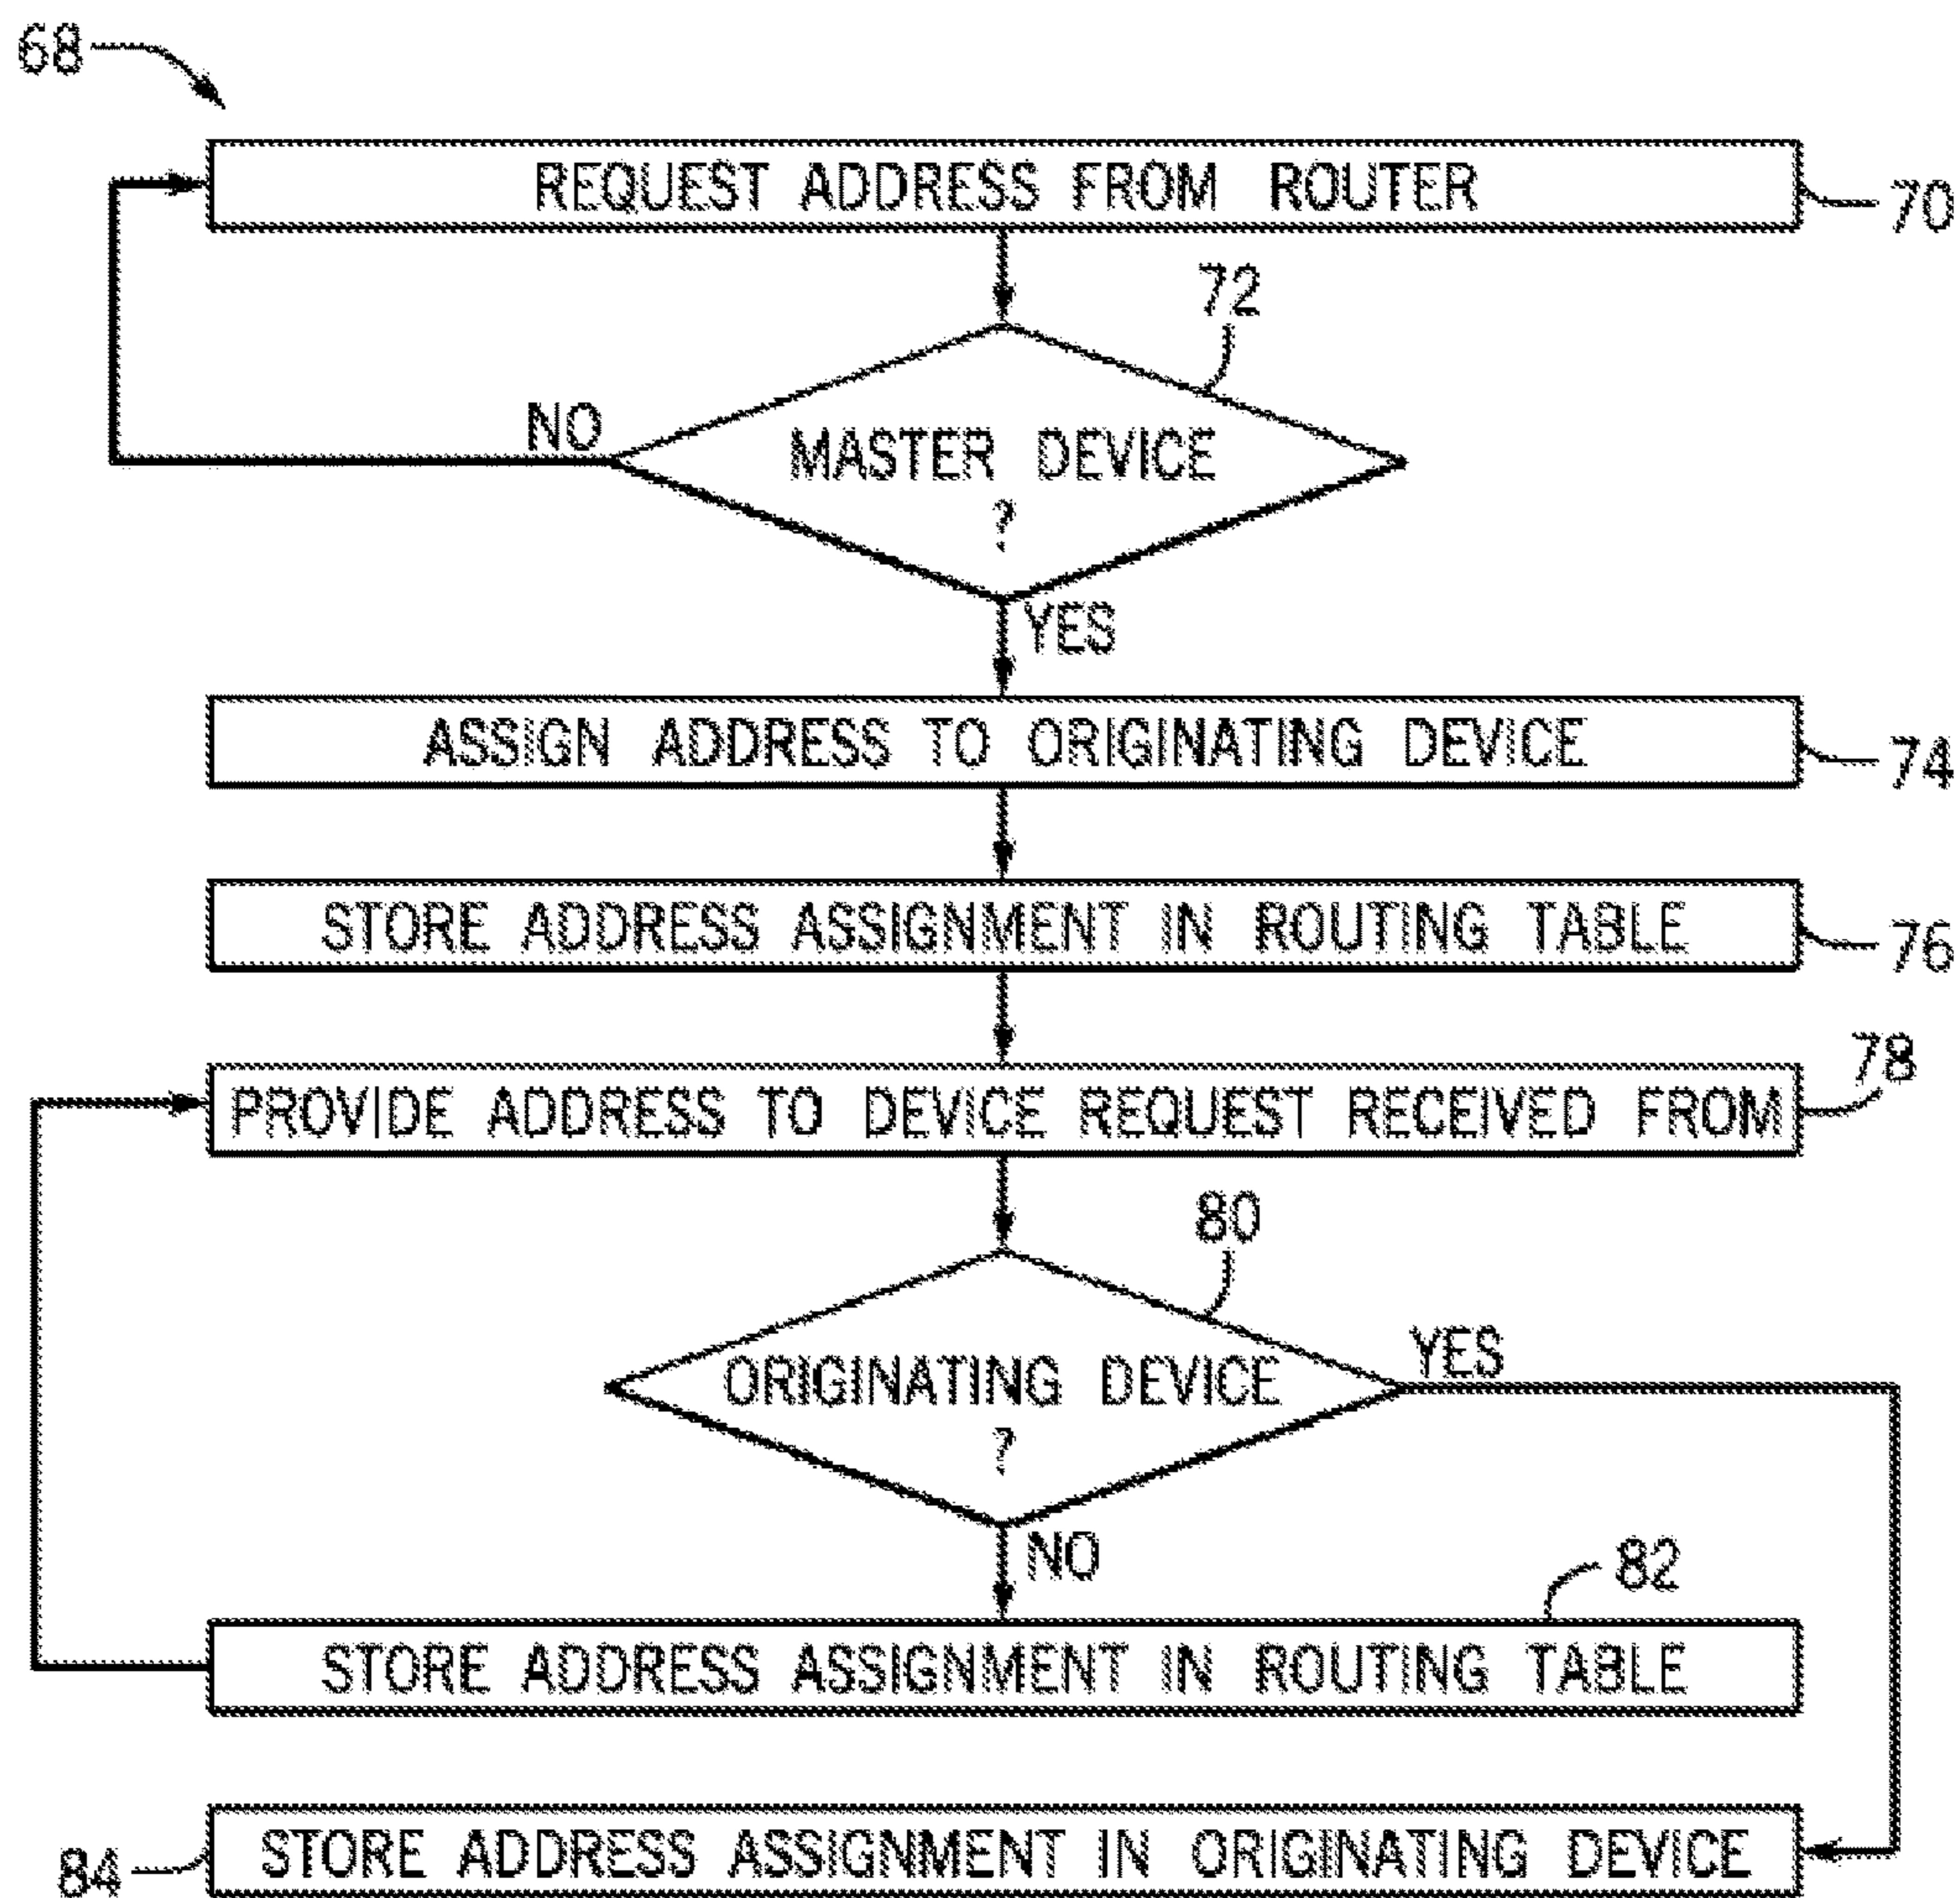 68
REQUEST ADDRESS FROM ROUTER
70
72
NO
MASTER DEVICE
?
YES
ASSIGN ADDRESS TO ORIGINATING DEVICE
74
STORE ADDRESS ASSIGNMENT IN ROUTING TABLE
76
PROVIDE ADDRESS TO DEVICE REQUEST RECEIVED FROM
78
80
ORIGINATING DEVICE
?
YES
NO
82
STORE ADDRESS ASSIGNMENT IN ROUTING TABLE
84
STORE ADDRESS ASSIGNMENT IN ORIGINATING DEVICE